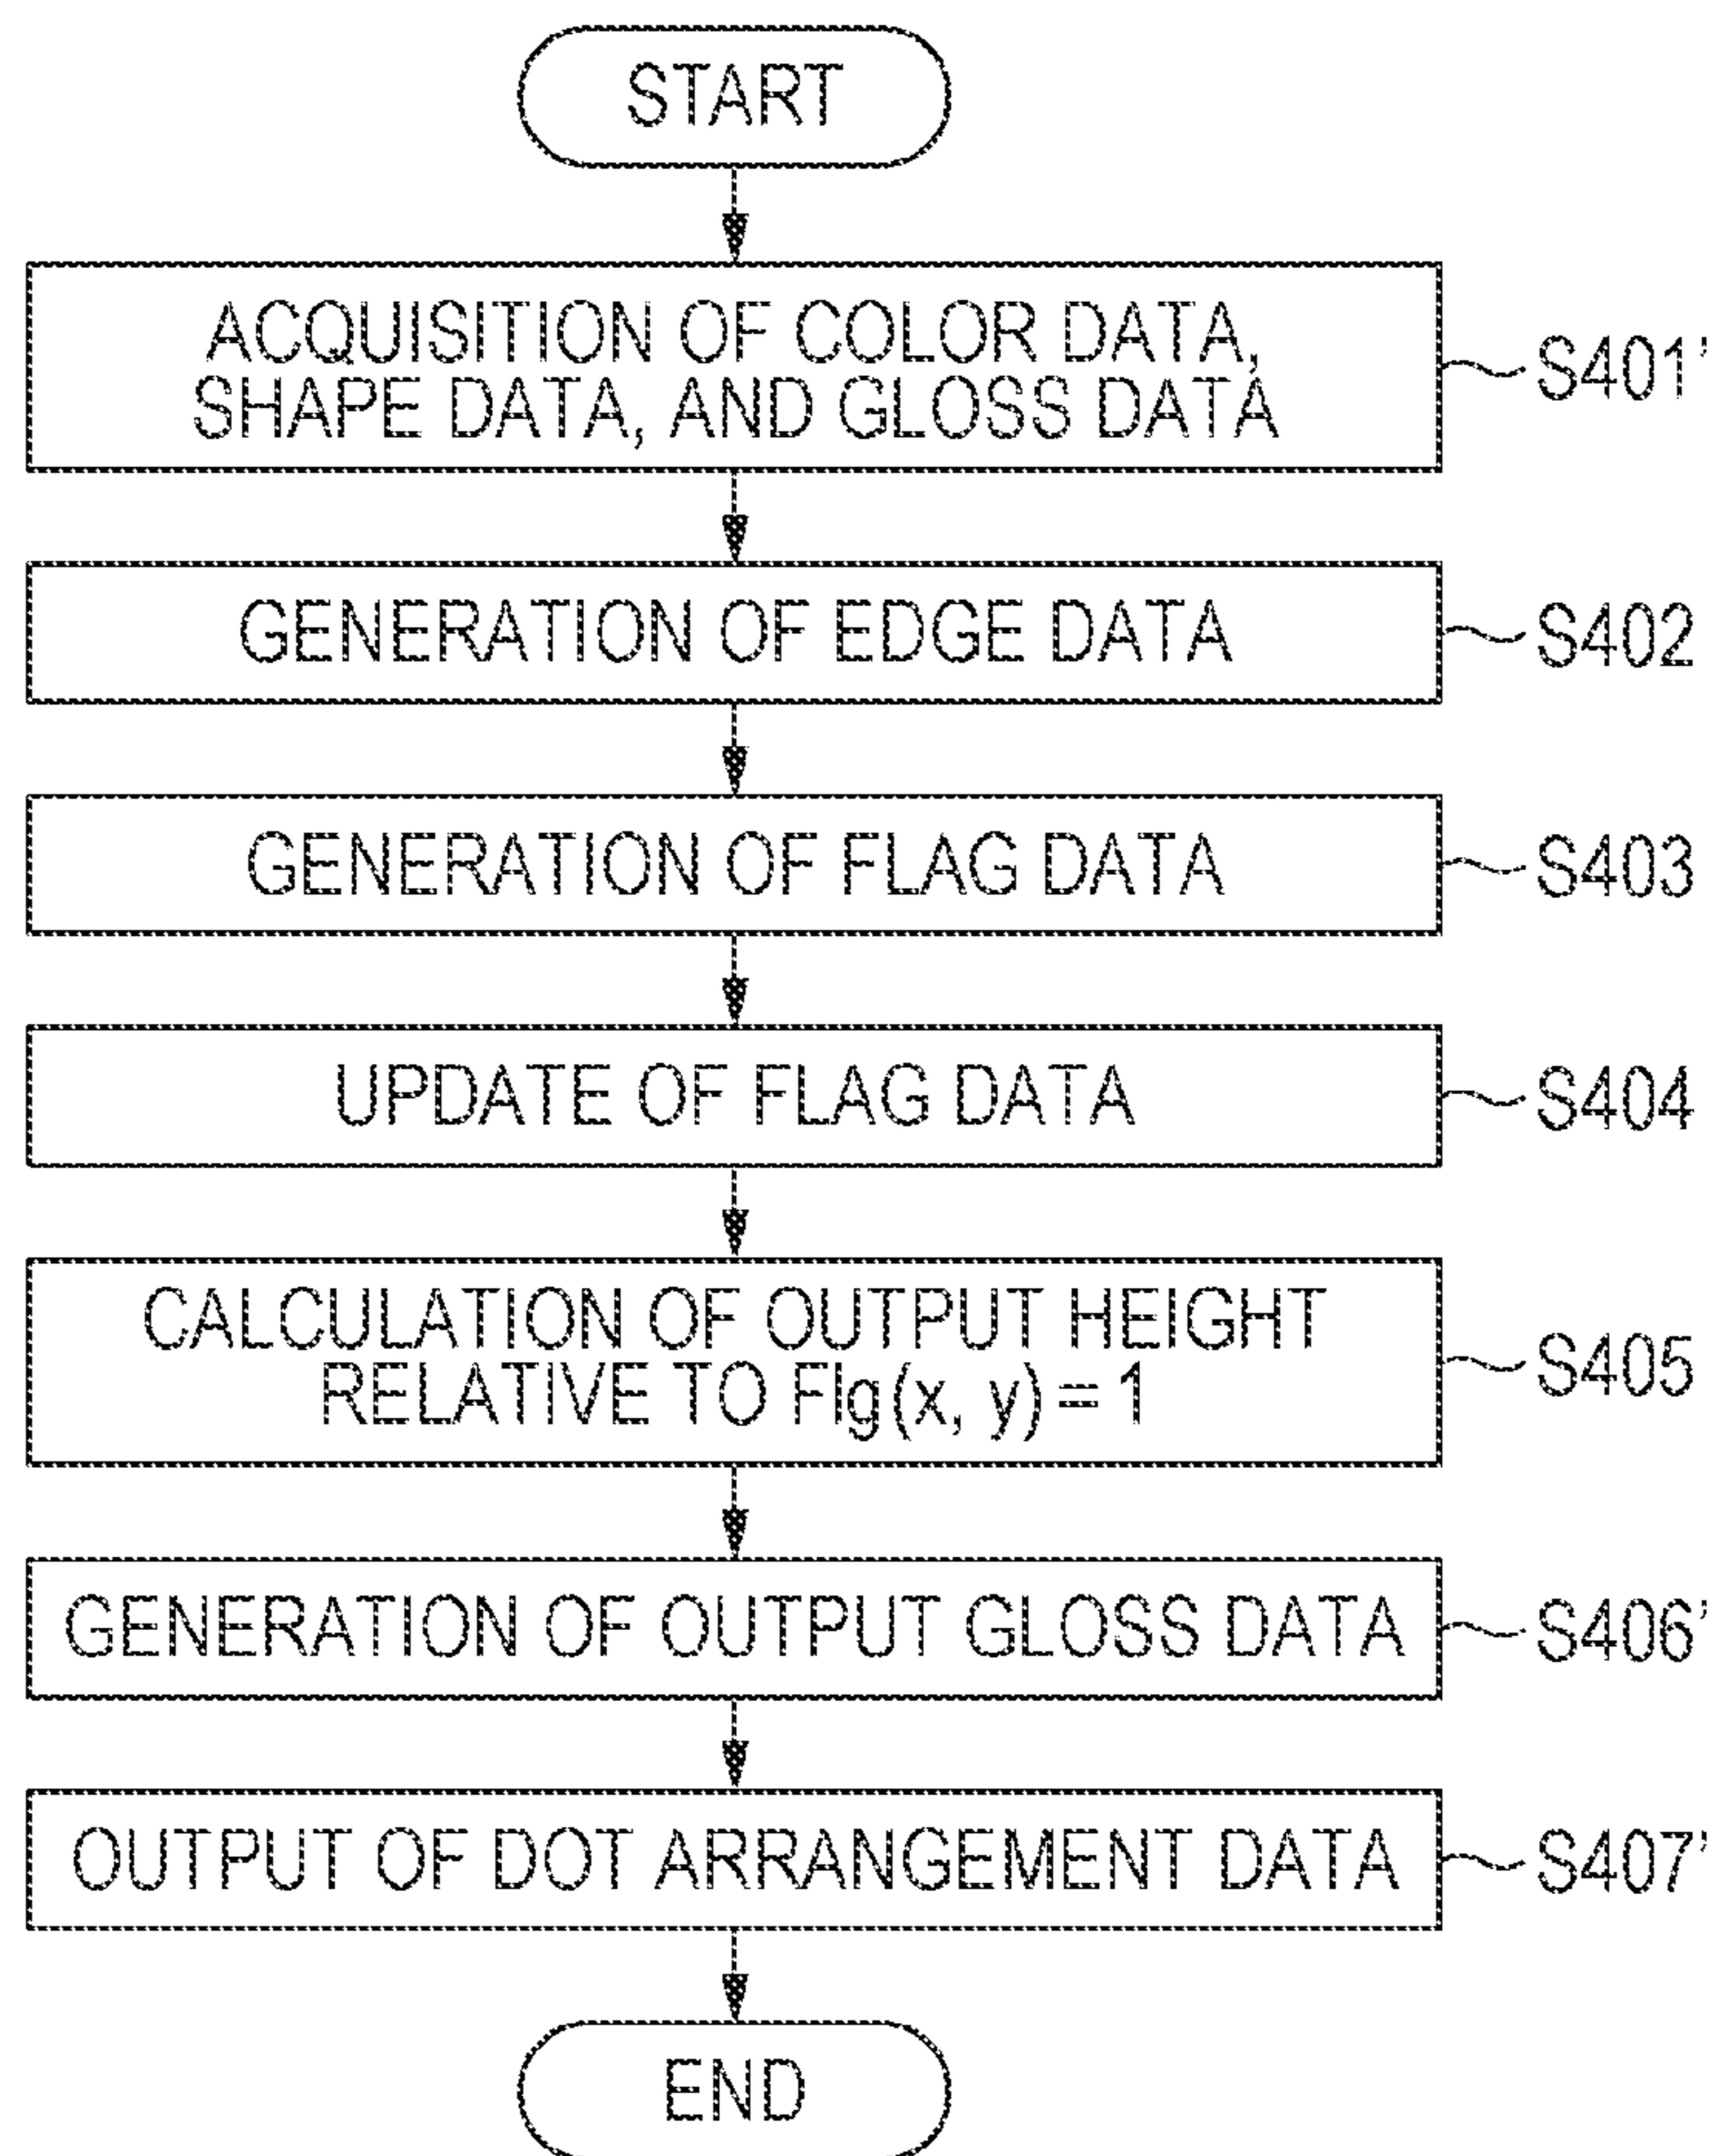 START
ACQUISITION OF COLOR DATA,
SHAPE DATA, AND GLOSS DATA
S401'
GENERATION OF EDGE DATA
S402
GENERATION OF FLAG DATA
S403
UPDATE OF FLAG DATA
S404
CALCULATION OF OUTPUT HEIGHT
RELATIVE TO Flg(x, y) = 1
S405
GENERATION OF OUTPUT GLOSS DATA
S406'
OUTPUT OF DOT ARRANGEMENT DATA
S407'
END